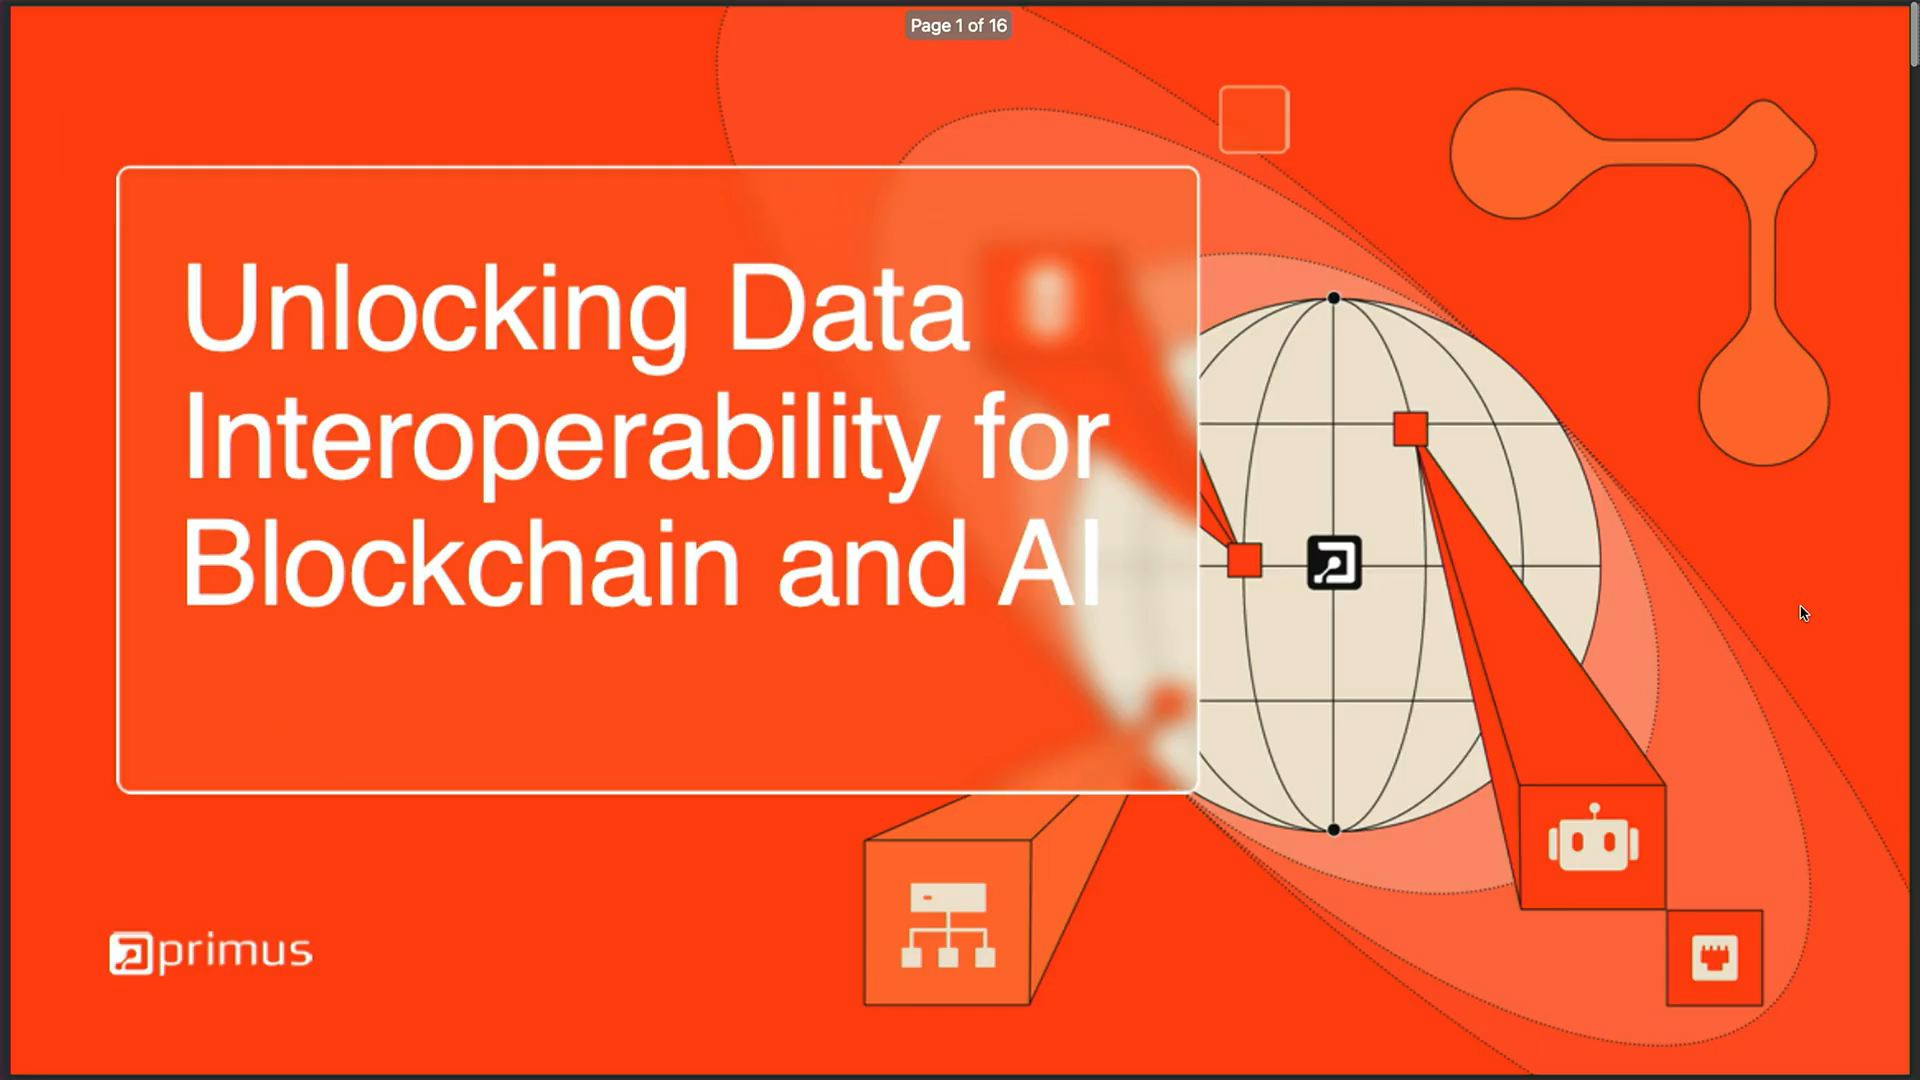 Page 1 of 16
Unlocking Data
Interoperability for
Blockchain and AI
primus